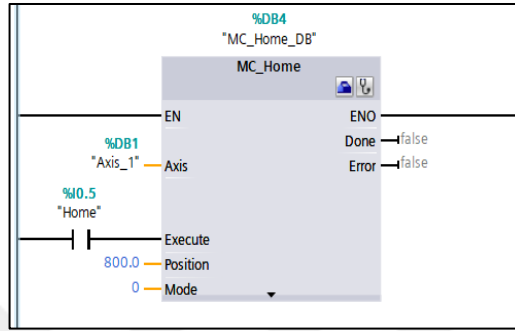 %DB4
"MC_Home_DB"
MC_Home
EN ENO
Done false
%DB1
"Axis_1" Axis Error false
%I0.5
"Home"
Execute
800.0 Position
0 Mode